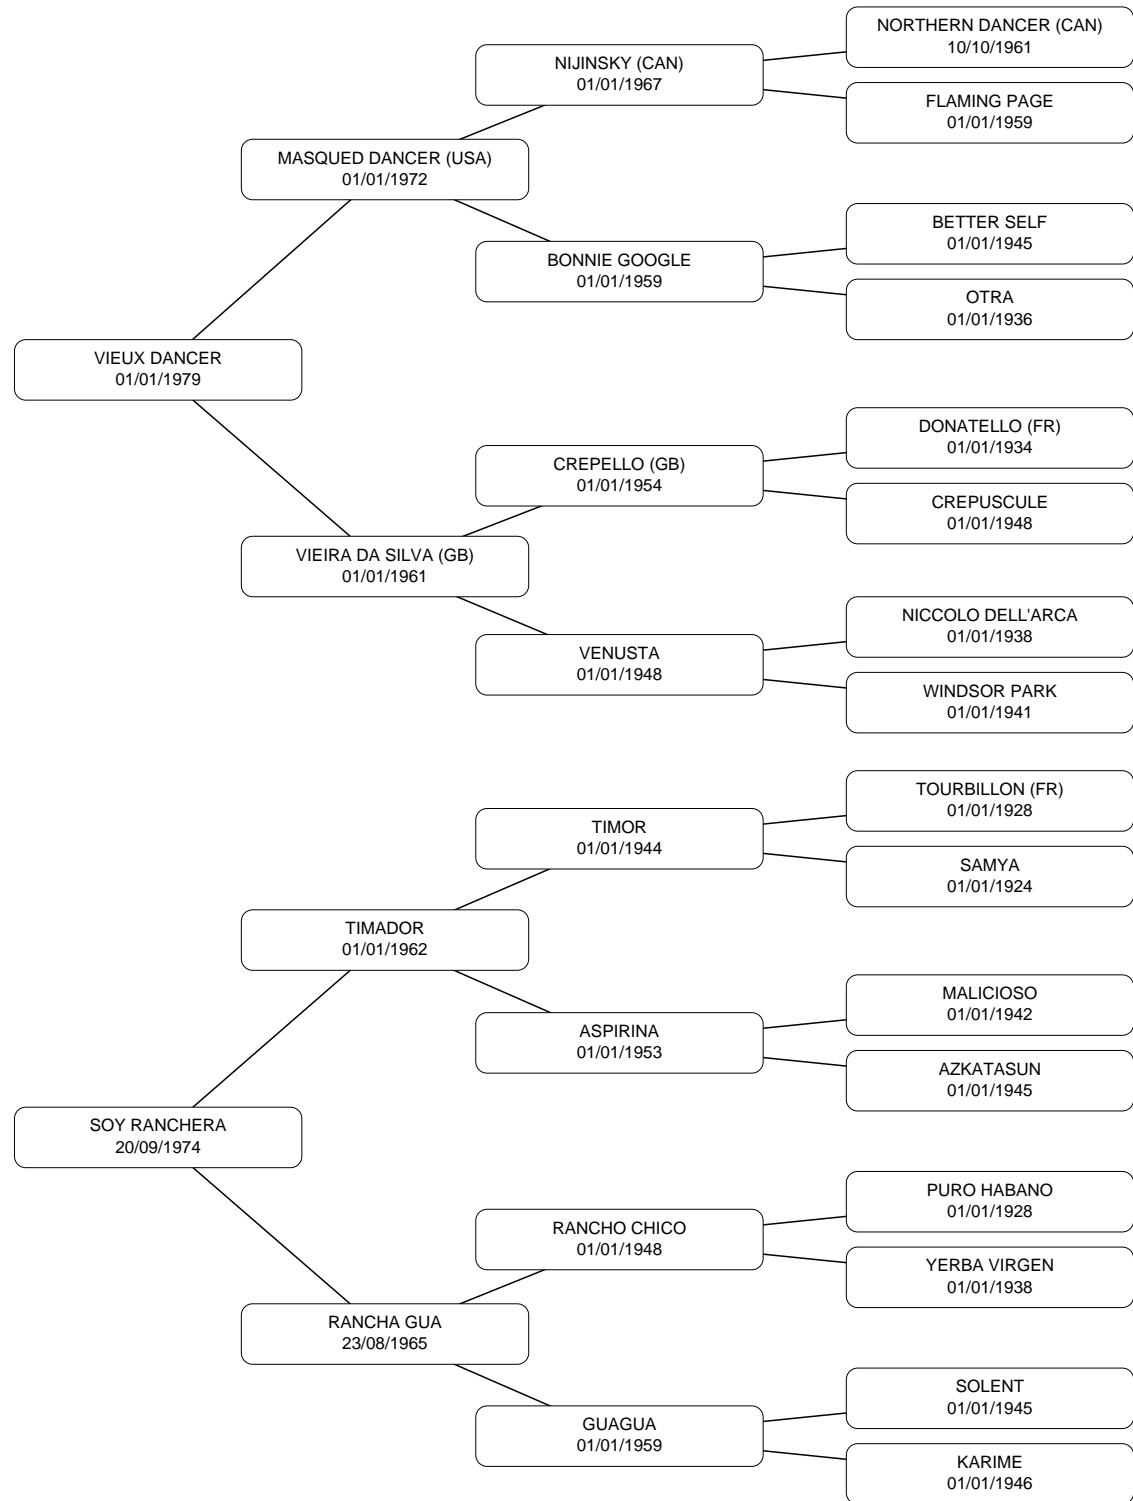 NORTHERN DANCER (CAN)
10/10/1961
NIJINSKY (CAN)
01/01/1967
FLAMING PAGE
01/01/1959
MASQUED DANCER (USA)
01/01/1972
BETTER SELF
01/01/1945
BONNIE GOOGLE
01/01/1959
OTRA
01/01/1936
VIEUX DANCER
01/01/1979
DONATELLO (FR)
01/01/1934
CREPELLO (GB)
01/01/1954
CREPUSCULE
01/01/1948
VIEIRA DA SILVA (GB)
01/01/1961
NICCOLO DELL'ARCA
01/01/1938
VENUSTA
01/01/1948
WINDSOR PARK
01/01/1941
TOURBILLON (FR)
01/01/1928
TIMOR
01/01/1944
SAMYA
01/01/1924
TIMADOR
01/01/1962
MALICIOSO
01/01/1942
ASPIRINA
01/01/1953
AZKATASUN
01/01/1945
SOY RANCHERA
20/09/1974
PURO HABANO
01/01/1928
RANCHO CHICO
01/01/1948
YERBA VIRGEN
01/01/1938
RANCHA GUA
23/08/1965
SOLENT
01/01/1945
GUAGUA
01/01/1959
KARIME
01/01/1946